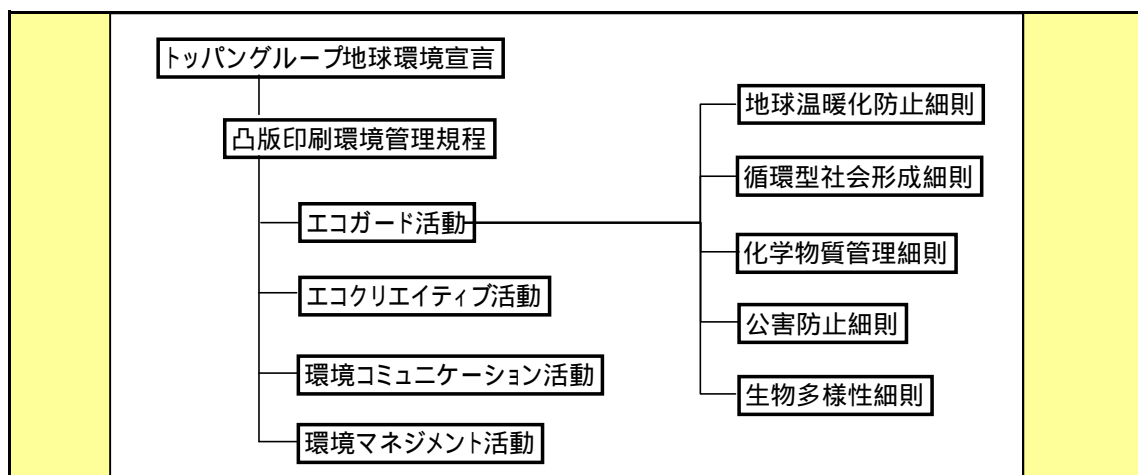 トッパングループ地球環境宣言
凸版印刷環境管理規程
エコガード活動
エコクリエイティブ活動
環境コミュニケーション活動
環境マネジメント活動
地球温暖化防止細則
循環型社会形成細則
化学物質管理細則
公害防止細則
生物多様性細則